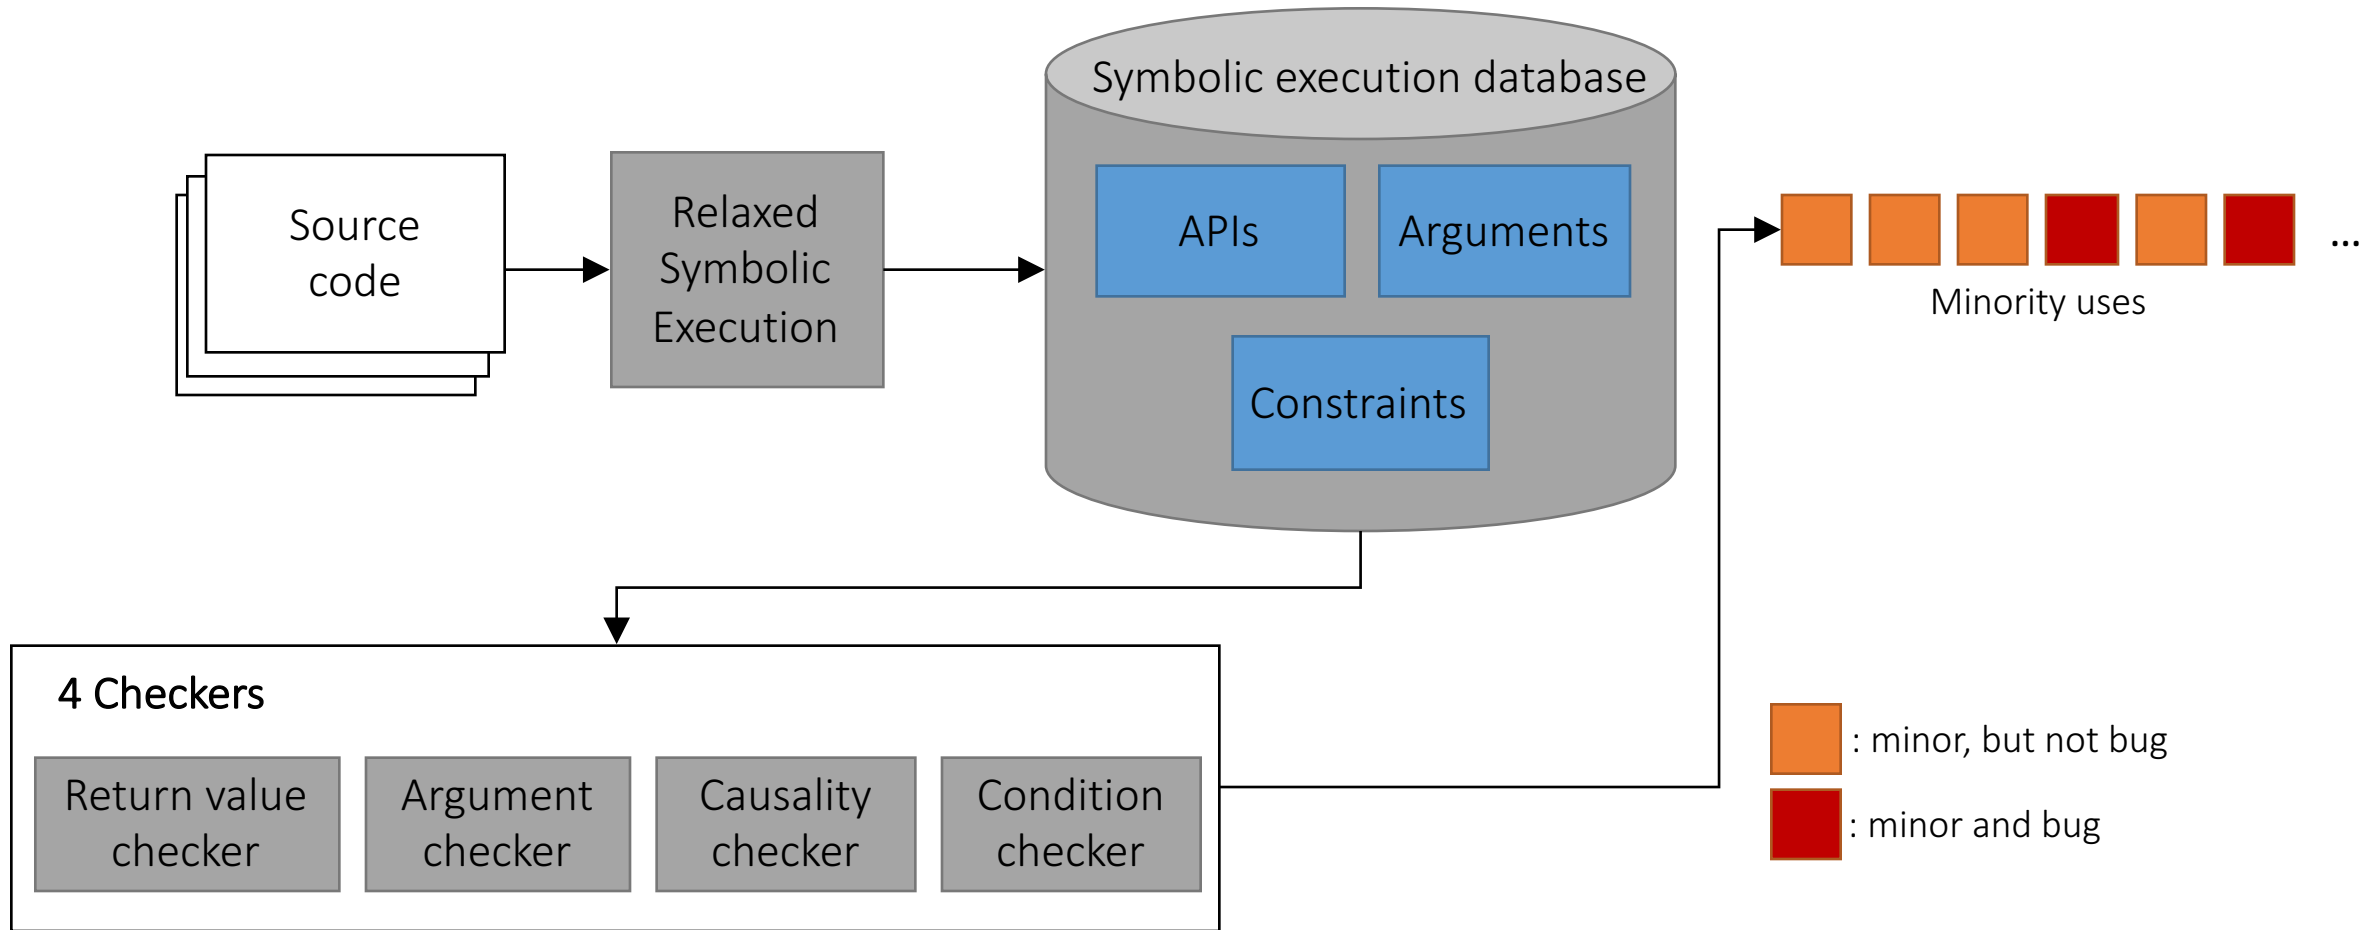 Symbolic execution database
Source
code
Relaxed
Symbolic
Execution
APIs
Arguments
Constraints
...
Minority uses
4 Checkers
Return value
checker
Argument
checker
Causality
checker
Condition
checker
: minor, but not bug
: minor and bug